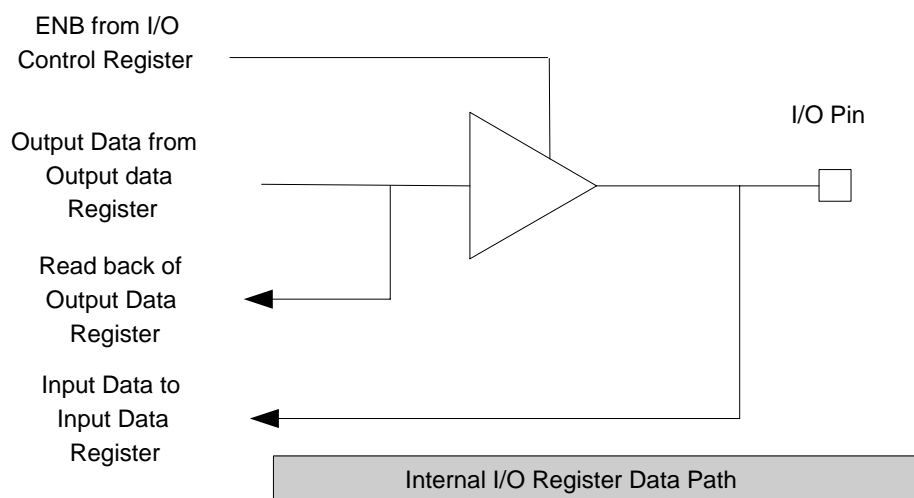 ENB from I/O
Control Register
I/O Pin
Output Data from
Output data
Register
Read back of
Output Data
Register
Input Data to
Input Data
Register
Internal I/O Register Data Path